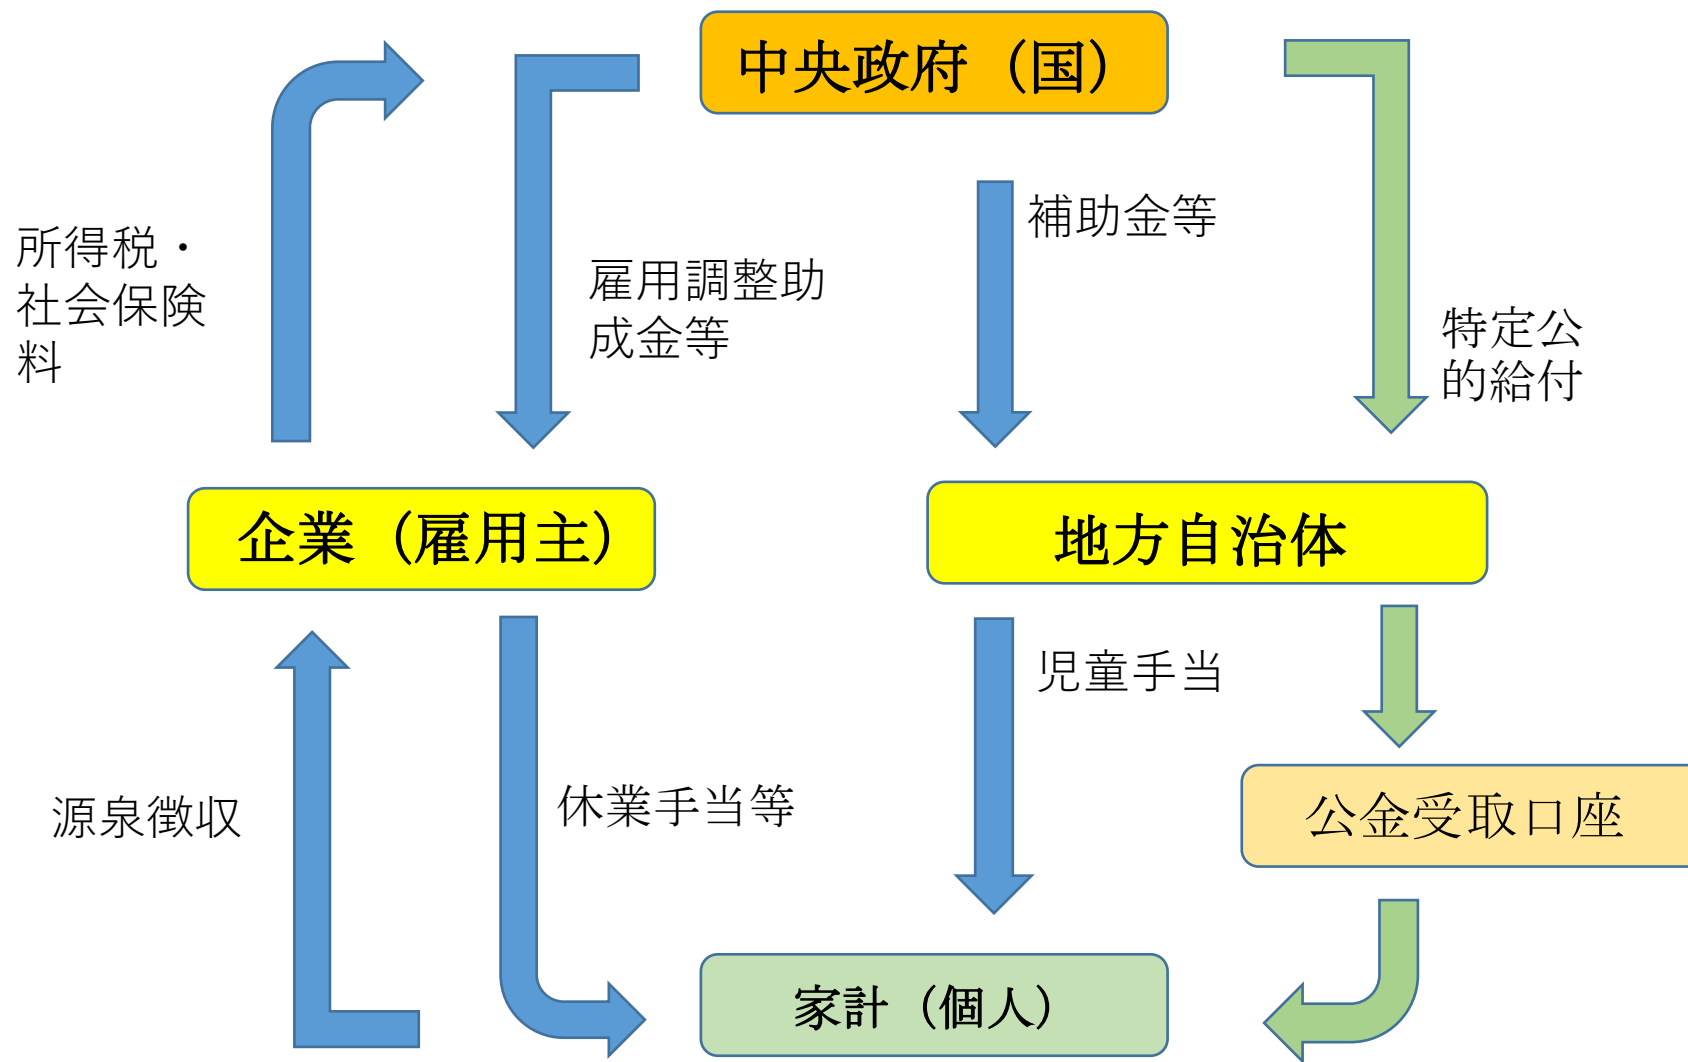 中央政府（国）
所得税・
社会保険
料
雇用調整助
成金等
補助金等
特定公
的給付
企業（雇用主）
地方自治体
源泉徴収
休業手当等
児童手当
公金受取口座
家計（個人）